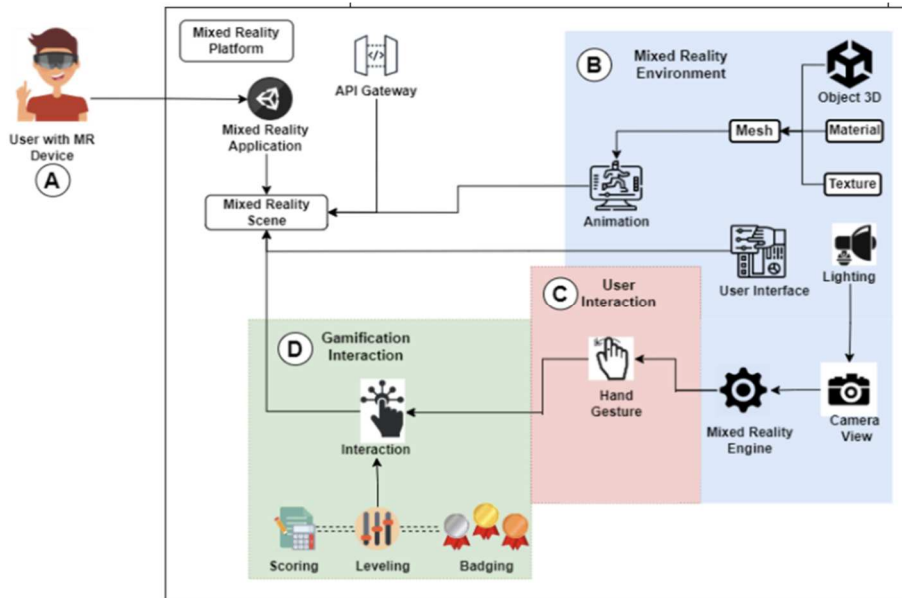 Mixed Reality
Platform
API Gateway
B
Mixed Reality
Environment
Object 3D
User with MR
Device
A
Mixed Reality
Application
Mesh
Material
Texture
Mixed Reality
Scene
Animation
User Interface
Lighting
C
User
Interaction
D
Gamification
Interaction
Hand
Gesture
Mixed Reality
Engine
Camera
View
Interaction
Scoring
Leveling
Badging